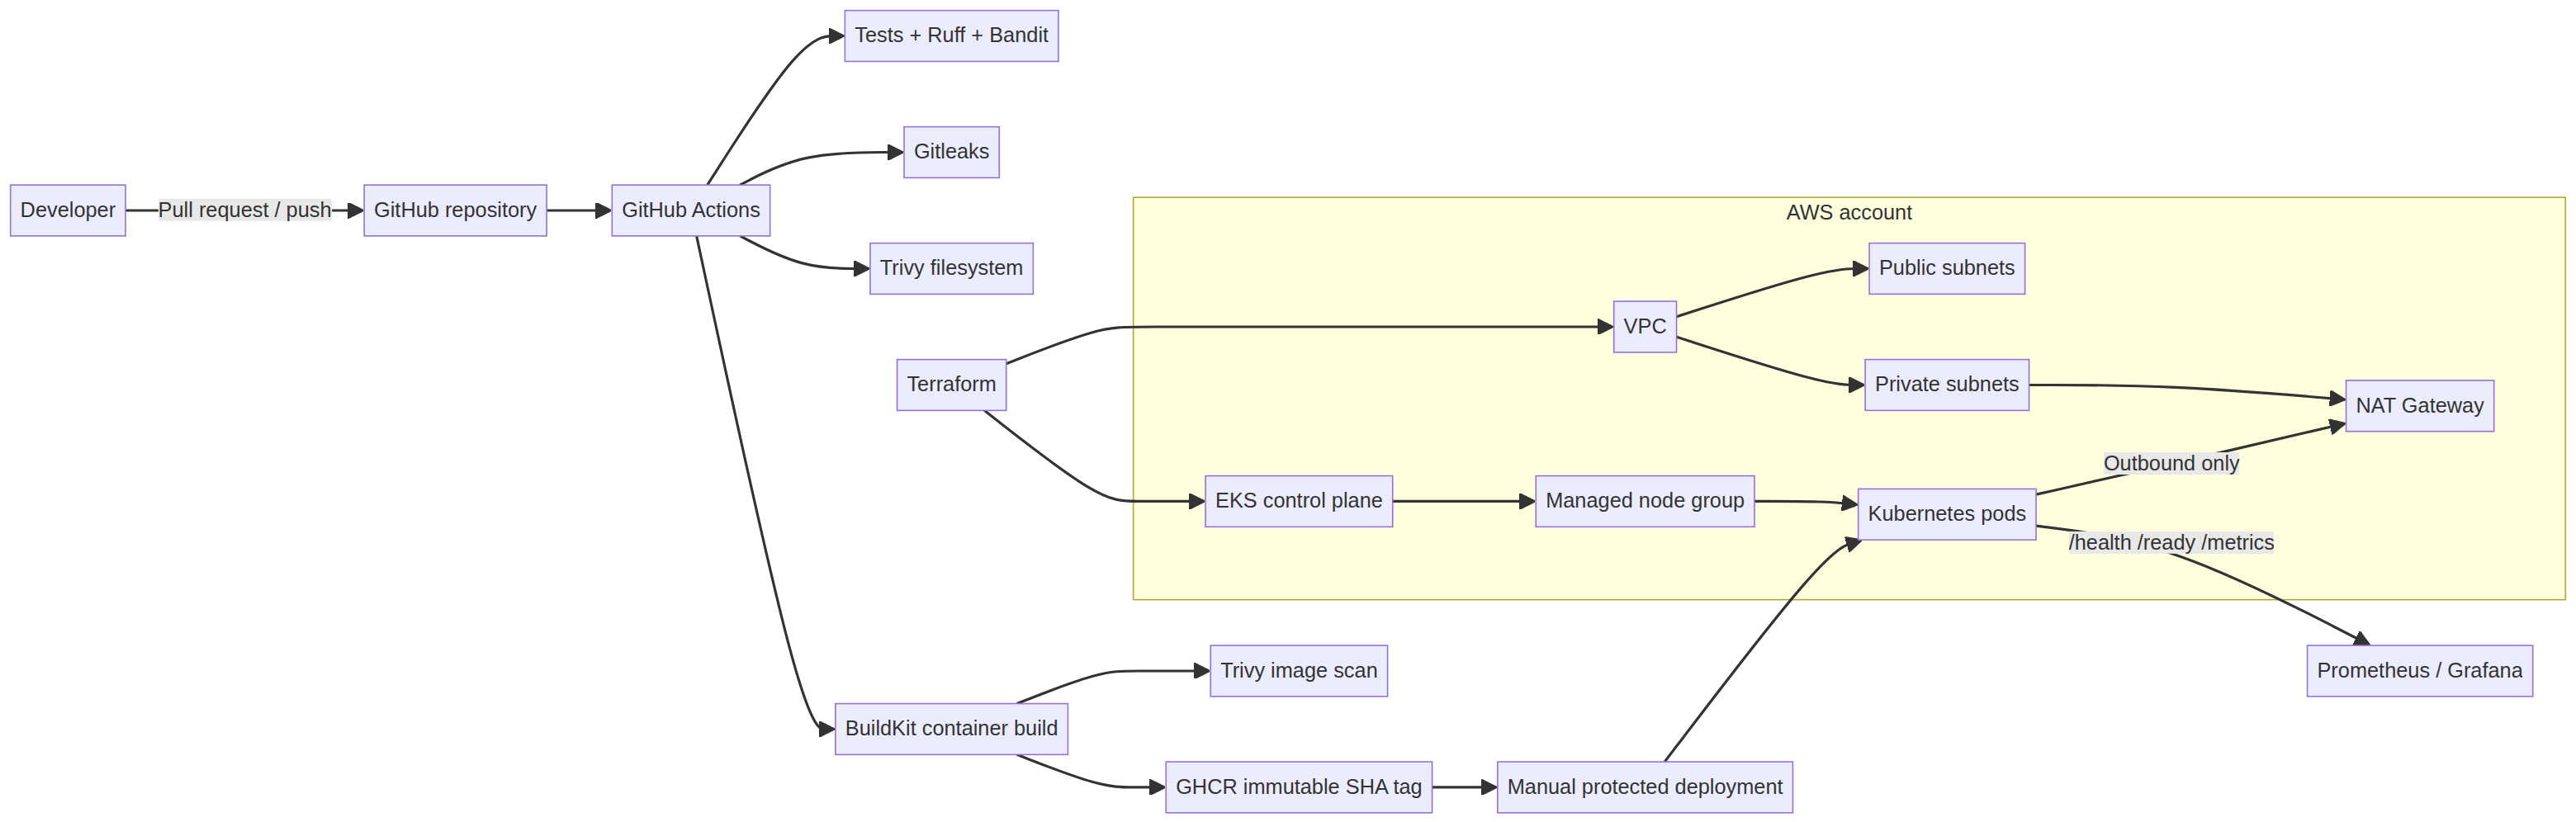 Tests + Ruff + Bandit
Gitleaks
Developer
Pull request / push
GitHub repository
GitHub Actions
Trivy filesystem
Terraform
AWS account
Public subnets
VPC
Private subnets
NAT Gateway
Outbound only
EKS control plane
Managed node group
Kubernetes pods
/health /ready /metrics
Trivy image scan
Prometheus / Grafana
BuildKit container build
GHCR immutable SHA tag
Manual protected deployment